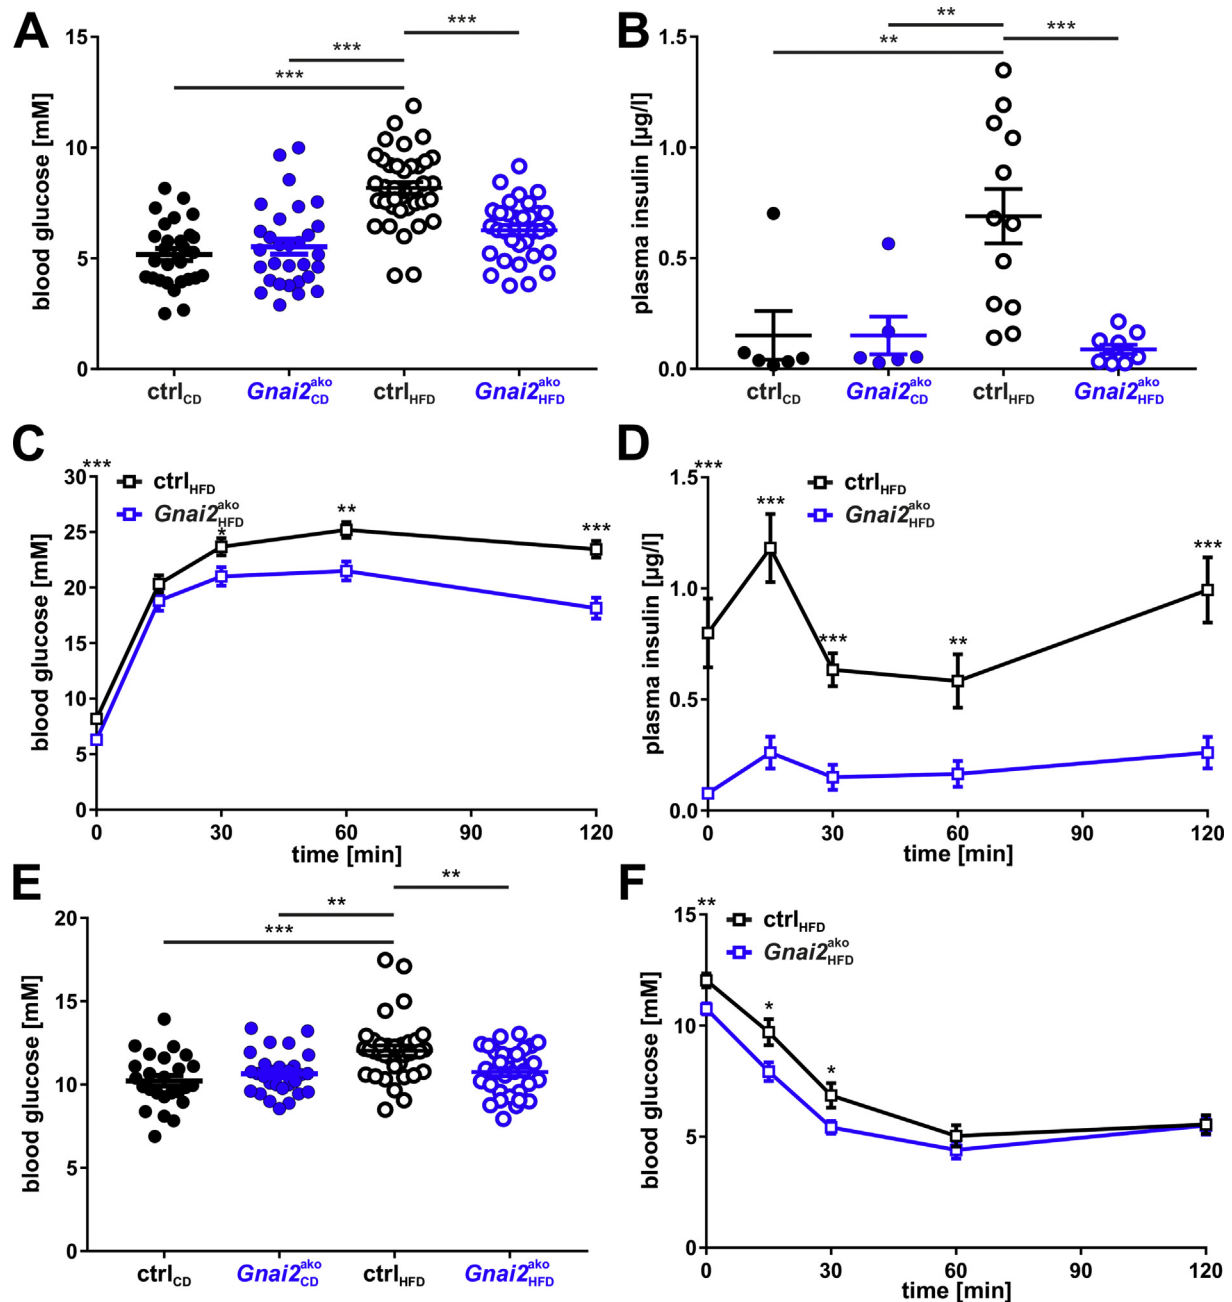 A
***
***
***
15
10
5
0
blood glucose [mM]
ctrlCD
Gnai2akoCD
ctrlHFD
Gnai2akoHFD
B
**
**
***
1.5
1.0
0.5
0.0
plasma insulin [µg/l]
ctrlCD
Gnai2akoCD
ctrlHFD
Gnai2akoHFD
C
***
ctrlHFD
Gnai2akoHFD
*
**
***
30
25
20
15
10
5
0
blood glucose [mM]
0
30
60
90
120
time [min]
D
***
ctrlHFD
Gnai2akoHFD
***
***
**
***
1.5
1.0
0.5
0.0
plasma insulin [µg/l]
0
30
60
90
120
time [min]
E
**
**
***
20
15
10
5
0
blood glucose [mM]
ctrlCD
Gnai2akoCD
ctrlHFD
Gnai2akoHFD
F
**
ctrlHFD
Gnai2akoHFD
*
*
15
10
5
0
blood glucose [mM]
0
30
60
90
120
time [min]